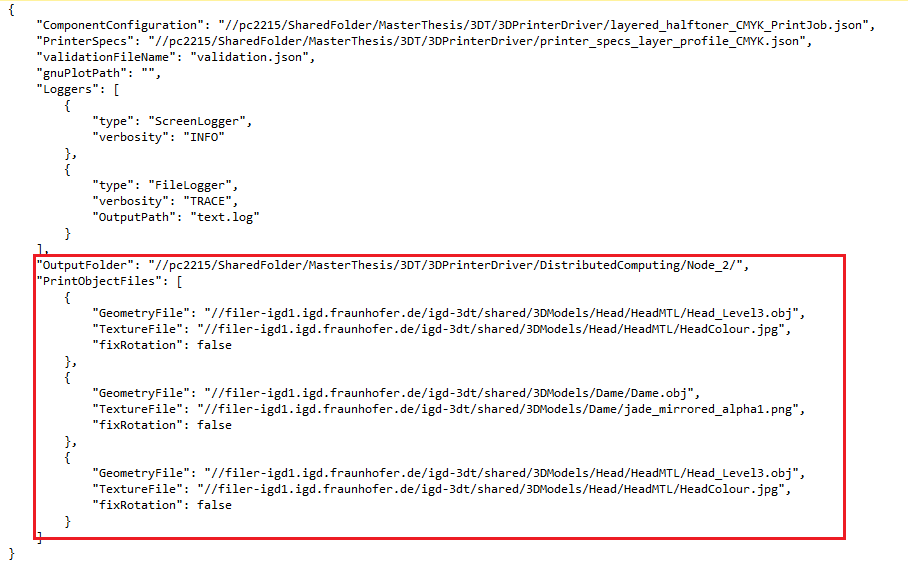 {
"ComponentConfiguration": "//pc2215/SharedFolder/MasterThesis/3DT/3DPrinterDriver/layered_halftoner_CMYK_PrintJob.json",
"PrinterSpecs": "//pc2215/SharedFolder/MasterThesis/3DT/3DPrinterDriver/printer_specs_layer_profile_CMYK.json",
"validationFileName": "validation.json",
"gnuPlotPath": "",
"Loggers": [
{
"type": "ScreenLogger",
"verbosity": "INFO"
},
{
"type": "FileLogger",
"verbosity": "TRACE",
"OutputPath": "text.log"
}
],
"OutputFolder": "//pc2215/SharedFolder/MasterThesis/3DT/3DPrinterDriver/DistributedComputing/Node_2/",
"PrintObjectFiles": [
{
"GeometryFile": "//filer-igd1.igd.fraunhofer.de/igd-3dt/shared/3DModels/Head/HeadMTL/Head_Level3.obj",
"TextureFile": "//filer-igd1.igd.fraunhofer.de/igd-3dt/shared/3DModels/Head/HeadMTL/HeadColour.jpg",
"fixRotation": false
},
{
"GeometryFile": "//filer-igd1.igd.fraunhofer.de/igd-3dt/shared/3DModels/Dame/Dame.obj",
"TextureFile": "//filer-igd1.igd.fraunhofer.de/igd-3dt/shared/3DModels/Dame/jade_mirrored_alpha1.png",
"fixRotation": false
},
{
"GeometryFile": "//filer-igd1.igd.fraunhofer.de/igd-3dt/shared/3DModels/Head/HeadMTL/Head_Level3.obj",
"TextureFile": "//filer-igd1.igd.fraunhofer.de/igd-3dt/shared/3DModels/Head/HeadMTL/HeadColour.jpg",
"fixRotation": false
}
]
}